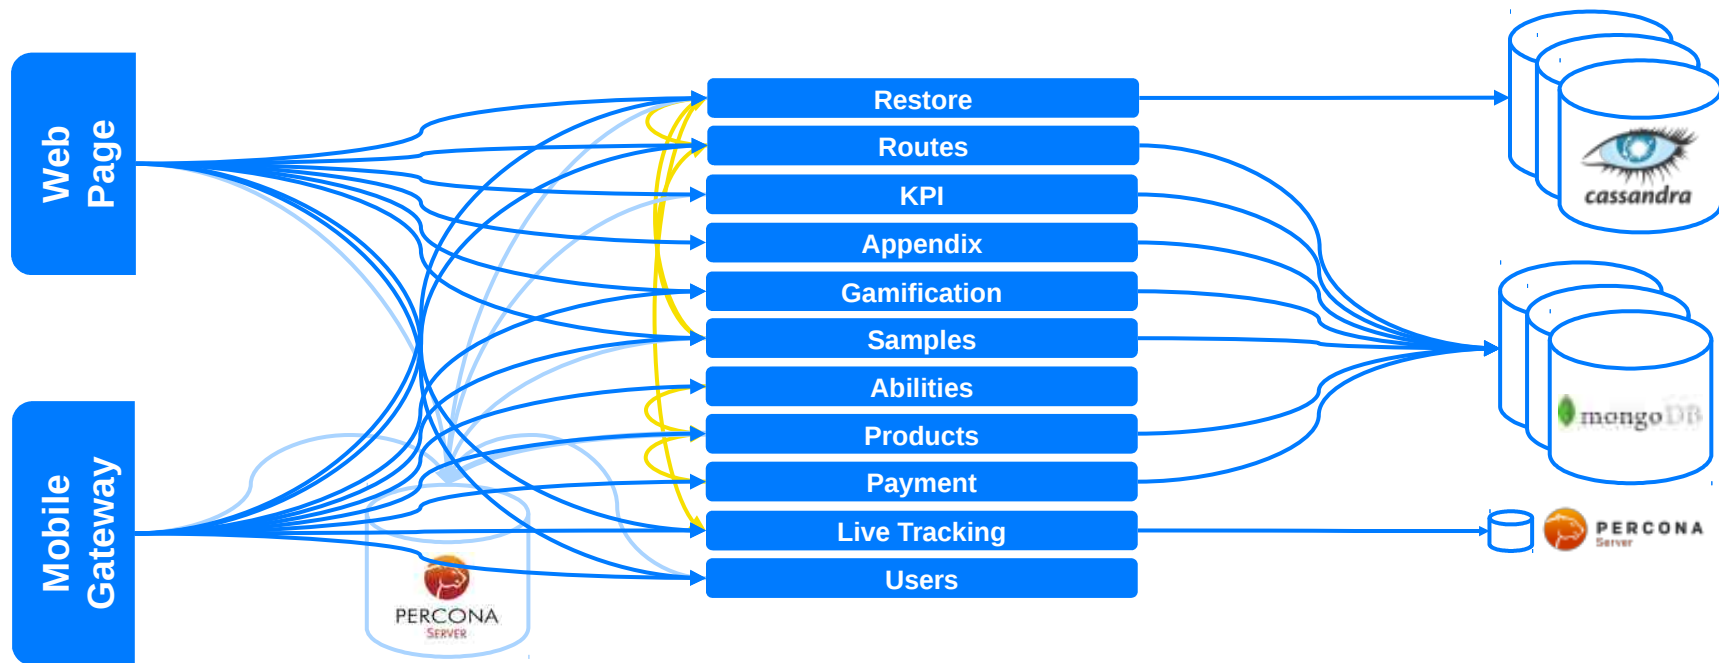 Web
Page
Mobile
Gateway
Restore
Routes
KPI
Appendix
Gamification
Samples
Abilities
Products
Payment
Live Tracking
Users
cassandra
mongoDB
PERCONA
Server
PERCONA
SERVER